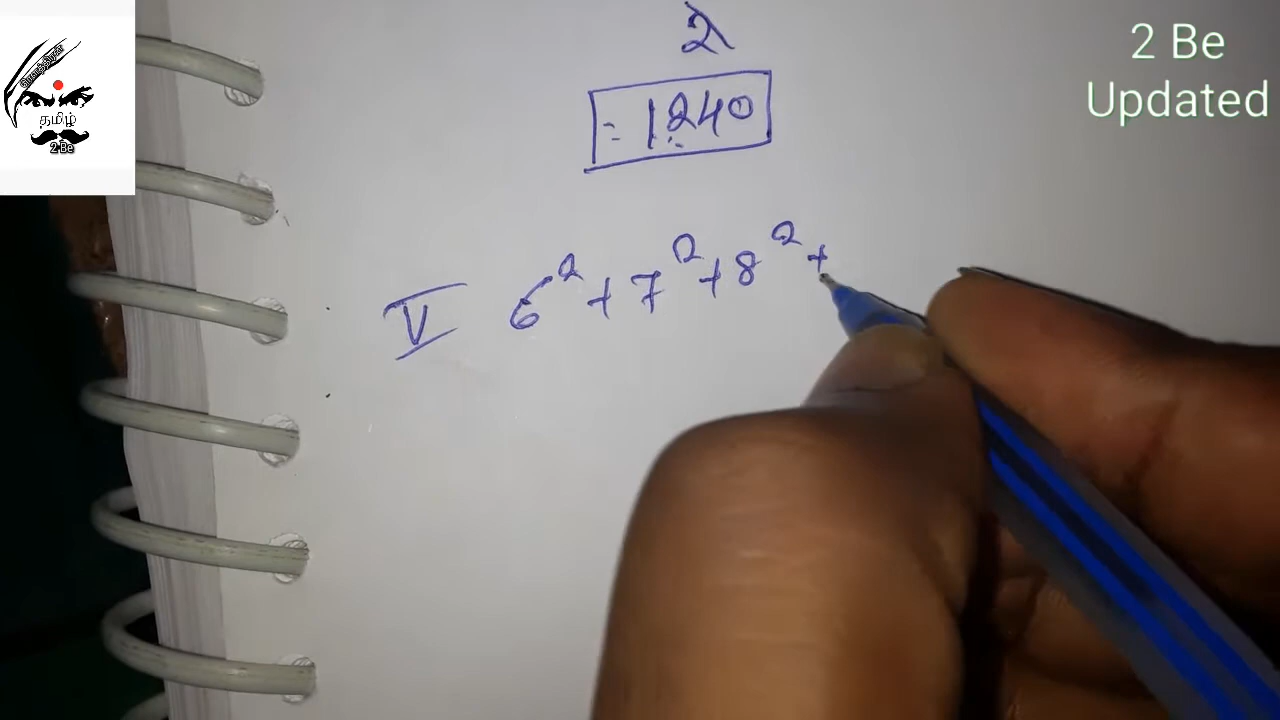 2 Be
Updated
தமிழ்
2 Be
2
= 1240
V 6² + 7² + 8² +